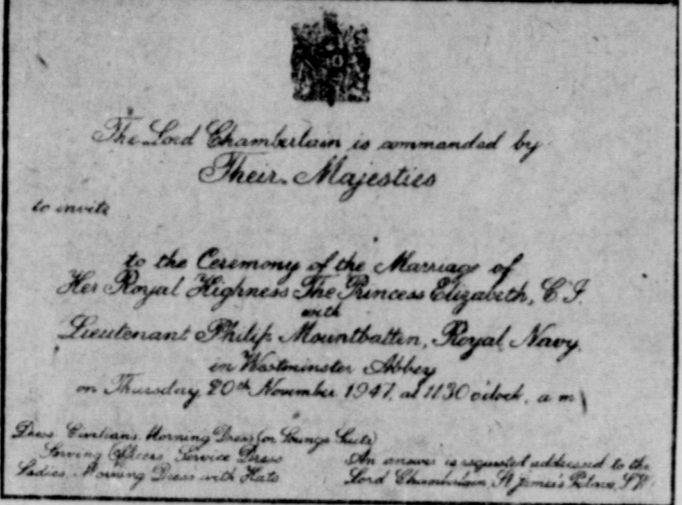 The Lord Chamberlain is commanded by
Their Majesties
to invite
to the Ceremony of the Marriage of
Her Royal Highness The Princess Elizabeth, C.I.
with
Lieutenant Philip Mountbatten, Royal Navy
in Westminster Abbey
on Thursday 20th November 1947, at 11.30 o'clock, a.m.
Dress: Civilians, Morning Dress (or Lounge Suits)
Serving Officers, Service Dress
Ladies, Morning Dress with Hats
An answer is requested addressed to the
Lord Chamberlain, St James's Palace, S.W.